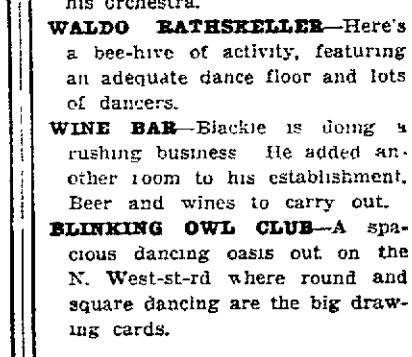 his orchestra.
WALDO RATHSKELLER—Here's
a bee-hive of activity, featuring
an adequate dance floor and lots
of dancers.
WINE BAR—Blackie is doing a
rushing business He added an-
other room to his establishment.
Beer and wines to carry out.
BLINKING OWL CLUB—A spa-
cious dancing oasis out on the
N. West-st-rd where round and
square dancing are the big draw-
ing cards.